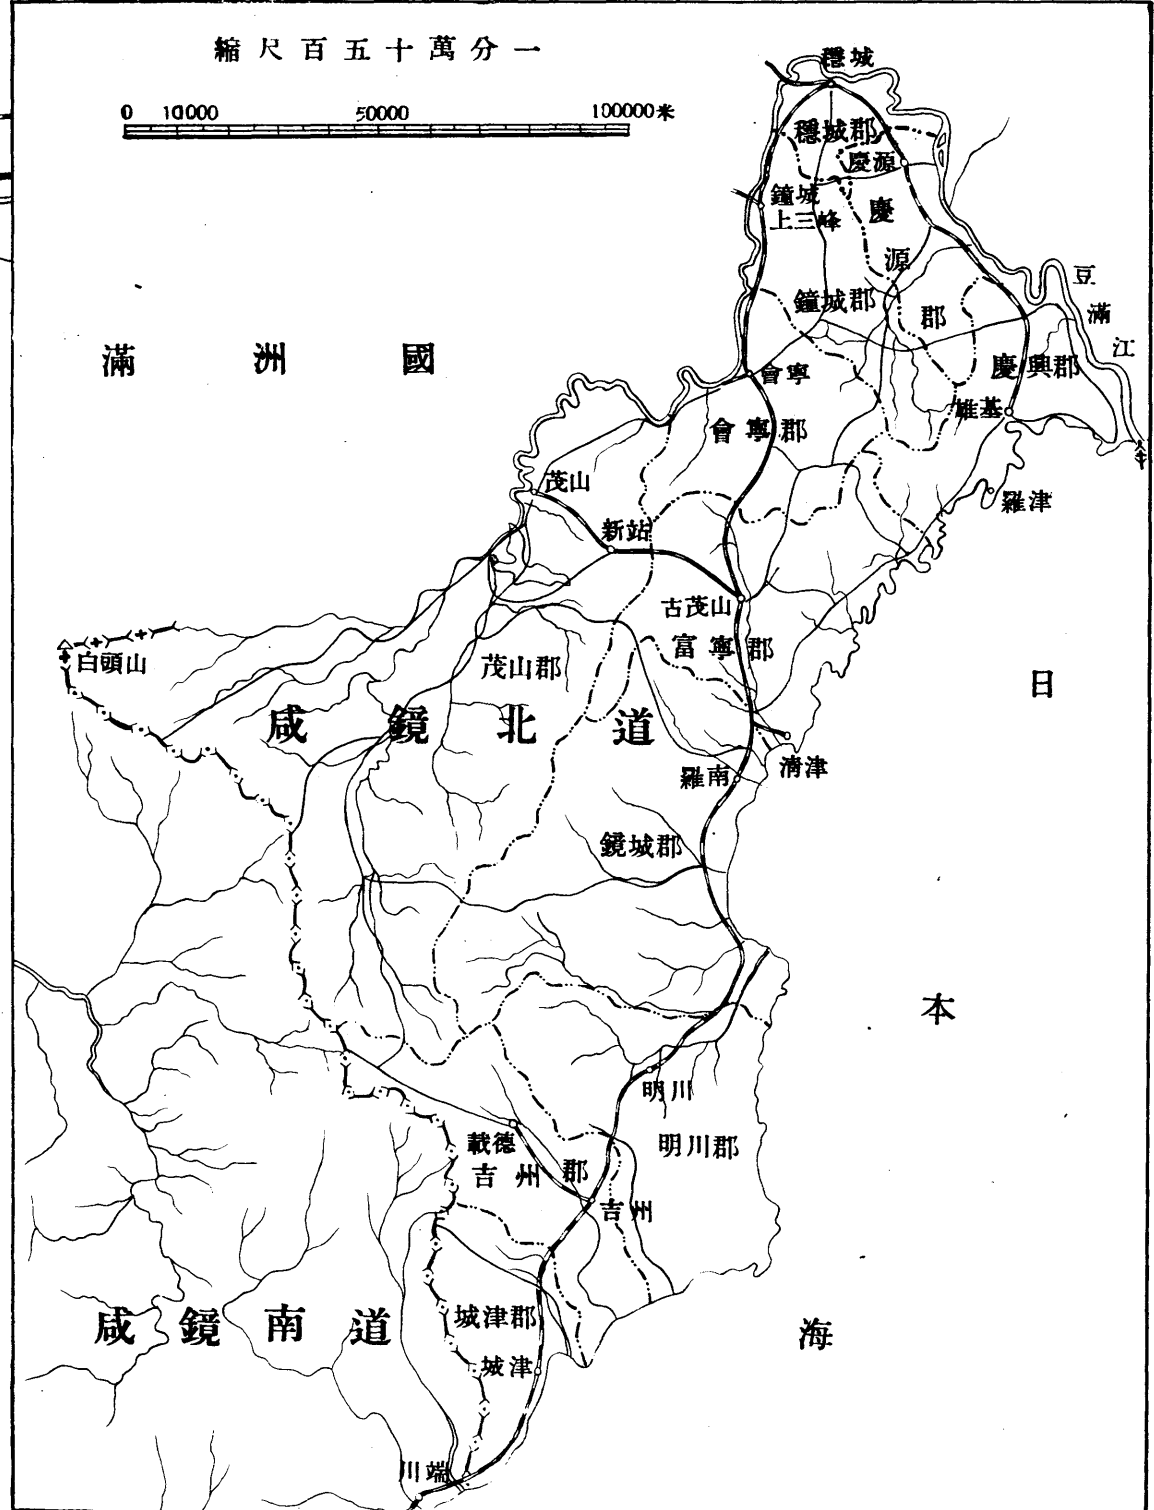 縮尺百五十萬分一
0 10000 50000 100000米
穩城
穩城郡
慶源
鐘城
上三峰
慶源郡
鐘城郡
豆滿江
滿洲國
慶興郡
會寧
雄基
會寧郡
茂山
羅津
新站
古茂山
富寧郡
白頭山
茂山郡
日本海
咸鏡北道
淸津
羅南
鏡城郡
明川
明川郡
載德
吉州郡
吉州
城津郡
咸鏡南道
城津
川端